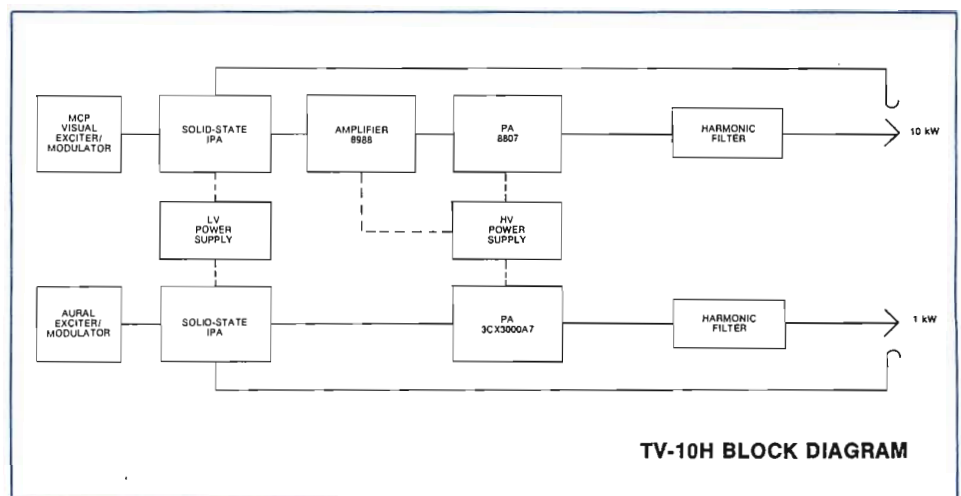 MCP
VISUAL
EXCITER/
MODULATOR
SOLID-STATE
IPA
AMPLIFIER
8988
PA
8807
HARMONIC
FILTER
10 kW
LV
POWER
SUPPLY
HV
POWER
SUPPLY
AURAL
EXCITER/
MODULATOR
SOLID-STATE
IPA
PA
3CX3000A7
HARMONIC
FILTER
1 kW
TV-10H BLOCK DIAGRAM